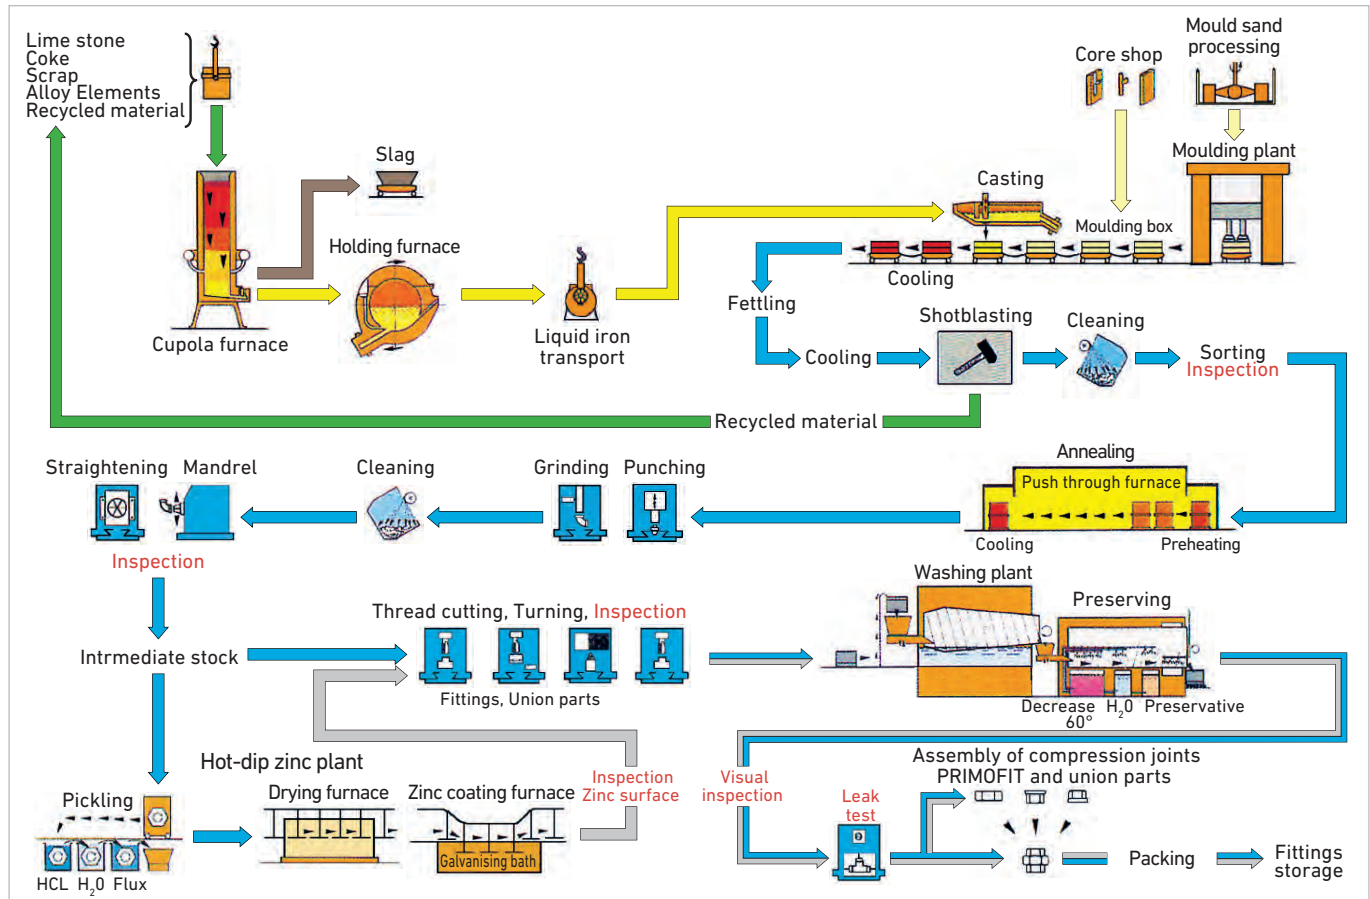 Lime stone
Coke
Scrap
Alloy Elements
Recycled material
Slag
Holding furnace
Cupola furnace
Liquid iron
transport
Core shop
Mould sand
processing
Moulding plant
Casting
Moulding box
Cooling
Fettling
Cooling
Shotblasting
Cleaning
Sorting
Inspection
Recycled material
Annealing
Push through furnace
Cooling
Preheating
Punching
Grinding
Cleaning
Mandrel
Straightening
Inspection
Intrmediate stock
Thread cutting, Turning, Inspection
Fittings, Union parts
Washing plant
Preserving
Decrease
60°
H₂0
Preservative
Hot-dip zinc plant
Pickling
HCL
H₂0
Flux
Drying furnace
Zinc coating furnace
Galvanising bath
Inspection
Zinc surface
Visual
inspection
Leak
test
Assembly of compression joints
PRIMOFIT and union parts
Packing
Fittings
storage